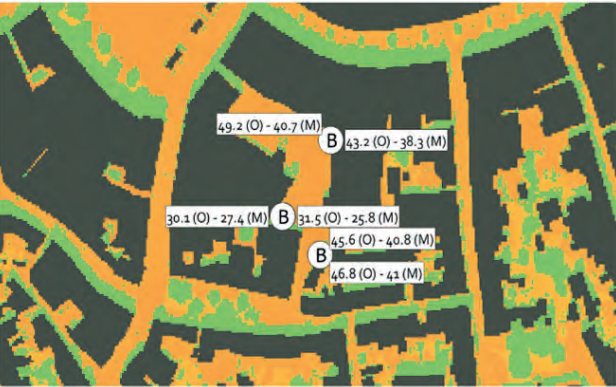 49.2 (O) - 40.7 (M)
B
43.2 (O) - 38.3 (M)
30.1 (O) - 27.4 (M)
B
31.5 (O) - 25.8 (M)
45.6 (O) - 40.8 (M)
B
46.8 (O) - 41 (M)